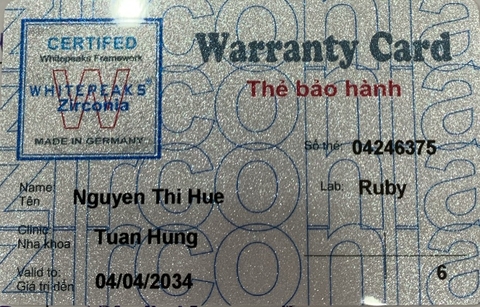 CERTIFED
Whitepeaks Framework
WHITEPEAKS®
Zirconia
MADE IN GERMANY
Warranty Card
Thẻ bảo hành
Số thẻ: 04246375
Lab: Ruby
Name:
Tên
Nguyen Thi Hue
Clinic
Nha khoa
Tuan Hung
Valid to:
Giá trị đến
04/04/2034
6